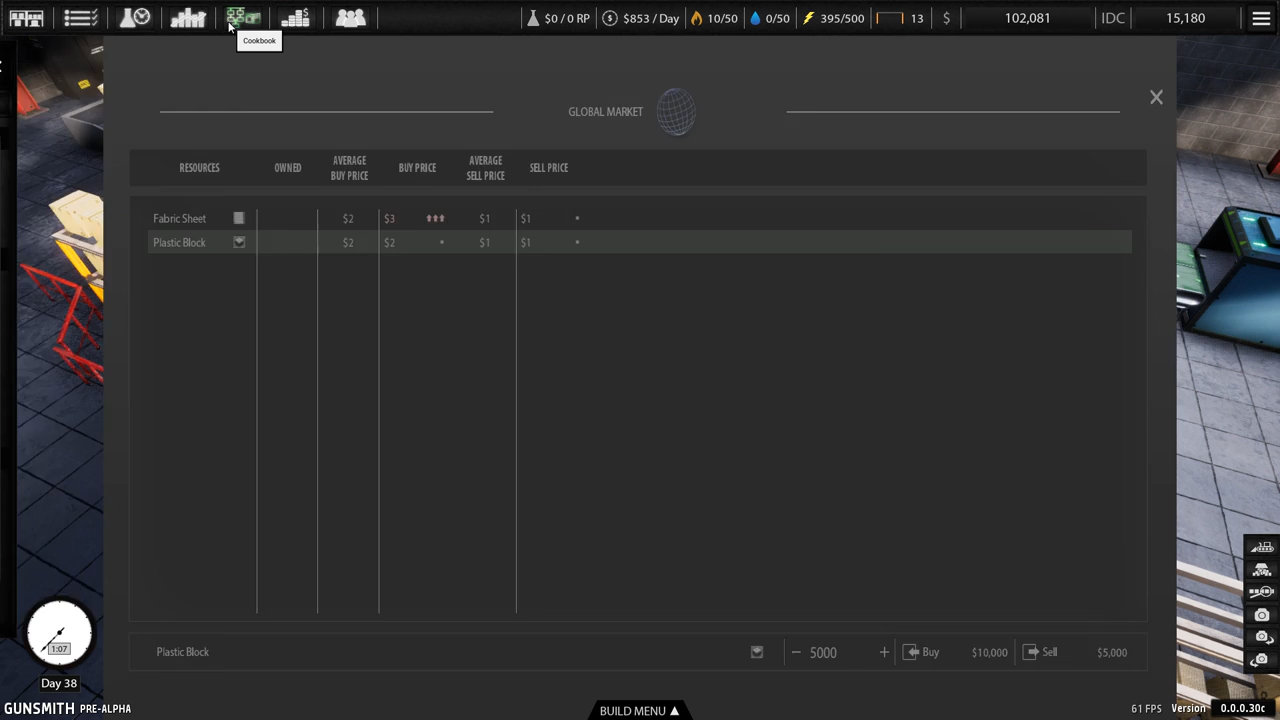 $0 / 0 RP $853 / Day 10/50 0/50 395/500 13 $ 102,081 IDC 15,180
Cookbook
GLOBAL MARKET
RESOURCES OWNED AVERAGE BUY PRICE BUY PRICE AVERAGE SELL PRICE SELL PRICE
Fabric Sheet $2 $3 $1 $1
Plastic Block $2 $2 $1 $1
1:07
Plastic Block − 5000 + Buy $10,000 Sell $5,000
Day 38
GUNSMITH PRE-ALPHA BUILD MENU ▲ 61 FPS Version 0.0.0.30c